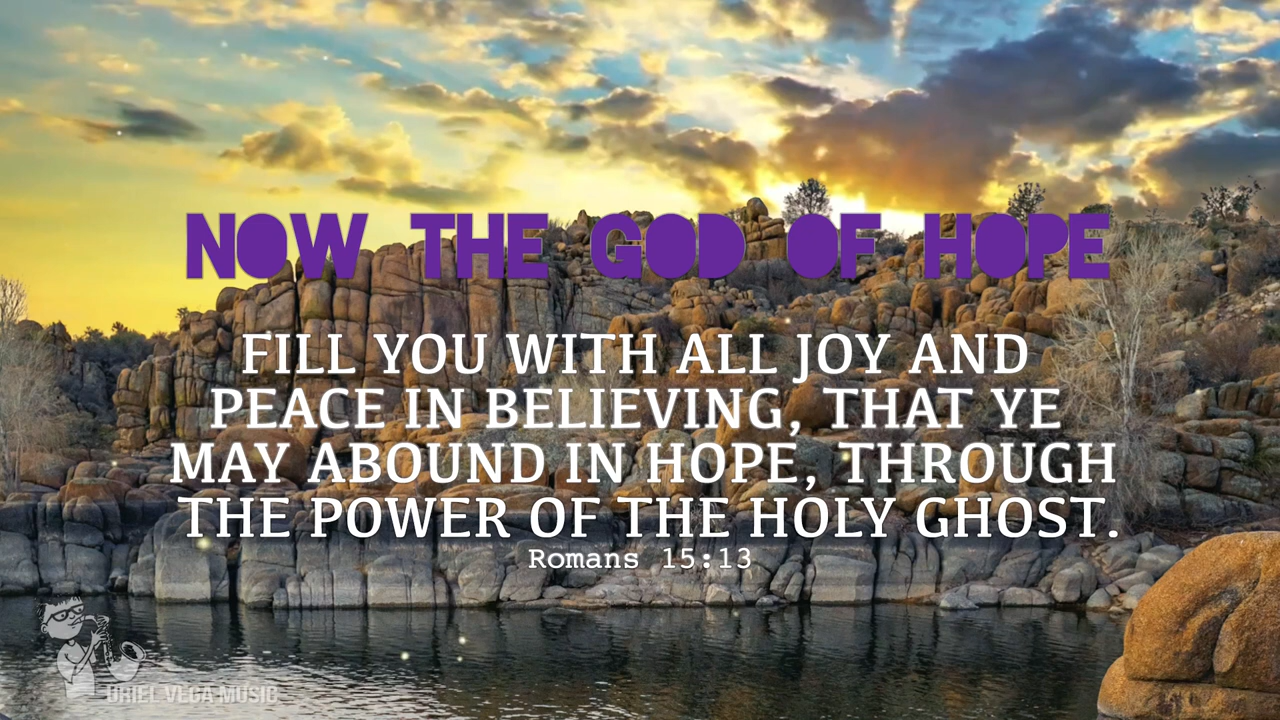 NOW THE GOD OF HOPE
FILL YOU WITH ALL JOY AND
PEACE IN BELIEVING, THAT YE
MAY ABOUND IN HOPE, THROUGH
THE POWER OF THE HOLY GHOST.
Romans 15:13
URIEL VEGA MUSIC